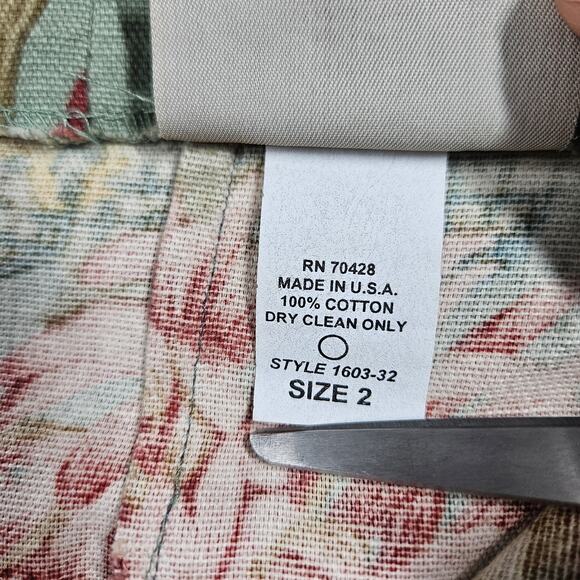 RN 70428
MADE IN U.S.A.
100% COTTON
DRY CLEAN ONLY
STYLE 1603-32
SIZE 2